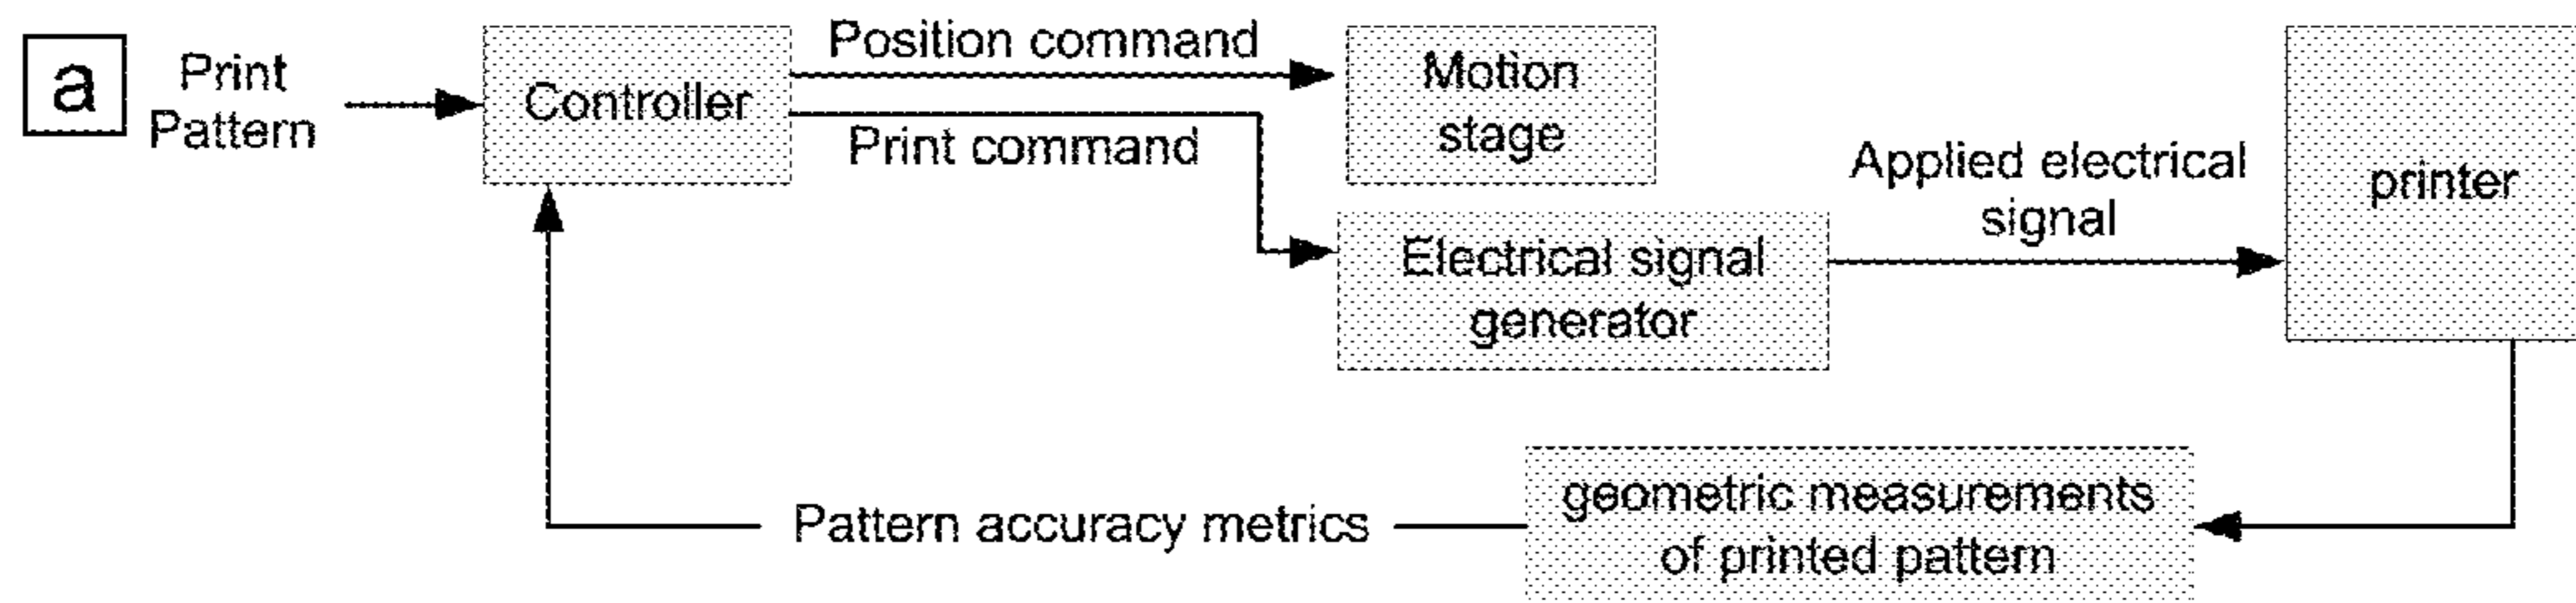 a
Print
Pattern
Controller
Position command
Print command
Motion
stage
Electrical signal
generator
Applied electrical
signal
printer
geometric measurements
of printed pattern
Pattern accuracy metrics